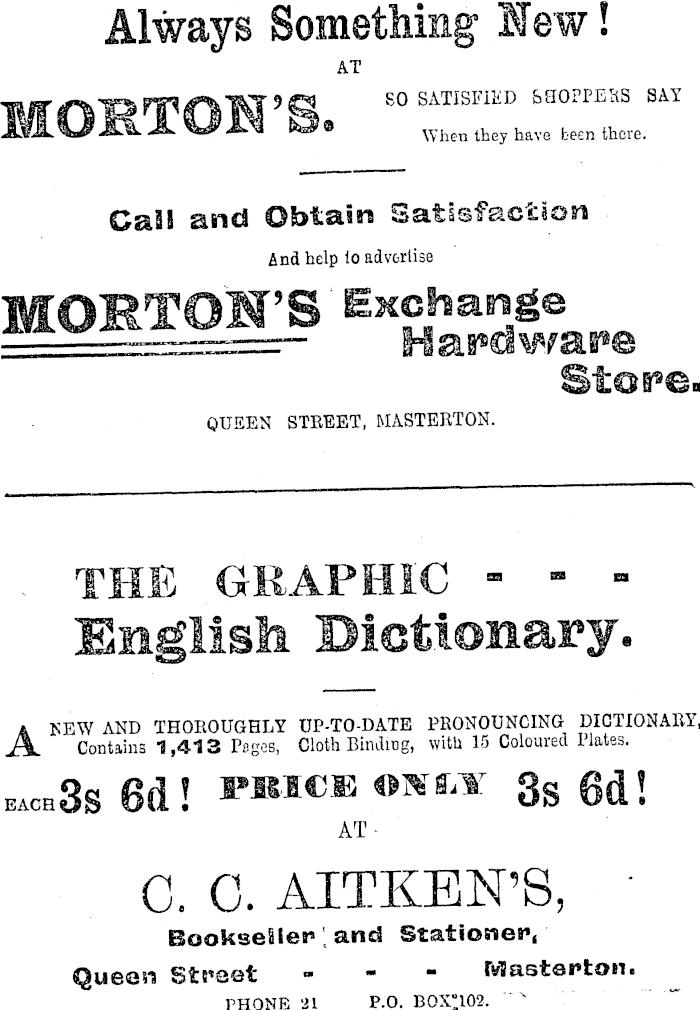 Always Something New!
AT
MORTON'S.
SO SATISFIED SHOPPERS SAY
When they have been there.
Call and Obtain Satisfaction
And help to advertise
MORTON'S Exchange
Hardware
Store.
QUEEN STREET, MASTERTON.
THE GRAPHIC - - -
English Dictionary.
A NEW AND THOROUGHLY UP-TO-DATE PRONOUNCING DICTIONARY,
Contains 1,413 Pages, Cloth Binding, with 15 Coloured Plates.
EACH 3s 6d! PRICE ONLY 3s 6d!
AT
C. C. AITKEN'S,
Bookseller and Stationer,
Queen Street - - - Masterton.
PHONE 21 P.O. BOX 102.